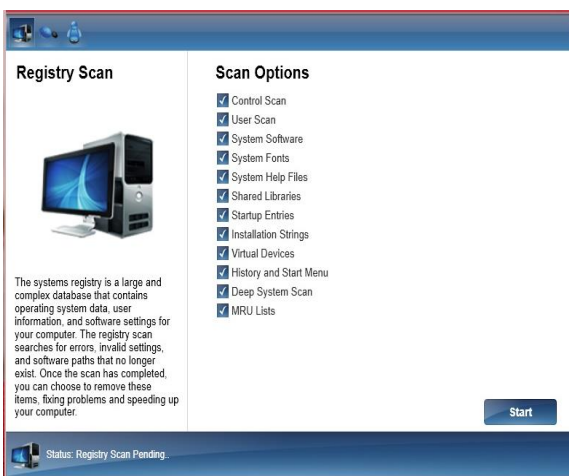 Registry Scan
The systems registry is a large and
complex database that contains
operating system data, user
information, and software settings for
your computer. The registry scan
searches for errors, invalid settings,
and software paths that no longer
exist. Once the scan has completed,
you can choose to remove these
items, fixing problems and speeding up
your computer.
Scan Options
Control Scan
User Scan
System Software
System Fonts
System Help Files
Shared Libraries
Startup Entries
Installation Strings
Virtual Devices
History and Start Menu
Deep System Scan
MRU Lists
Start
Status: Registry Scan Pending..